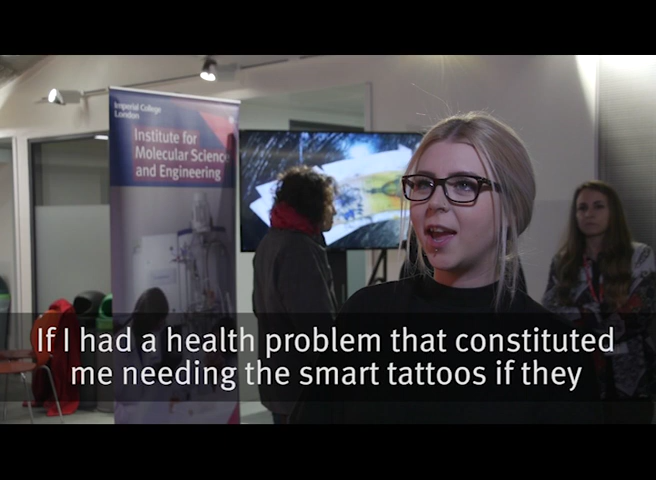 Imperial College
London
Institute for
Molecular Science
and Engineering
If I had a health problem that constituted
me needing the smart tattoos if they